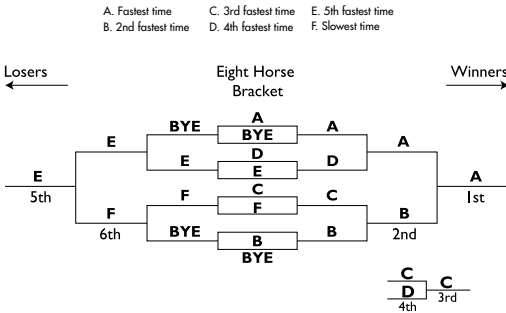 A. Fastest time C. 3rd fastest time E. 5th fastest time
B. 2nd fastest time D. 4th fastest time F. Slowest time
Losers Eight Horse Winners
Bracket
A
BYE BYE A
E A
D
E E D
E A
5th 1st
C
F F C
F B
6th 2nd
BYE B B
BYE
C
D C
4th 3rd